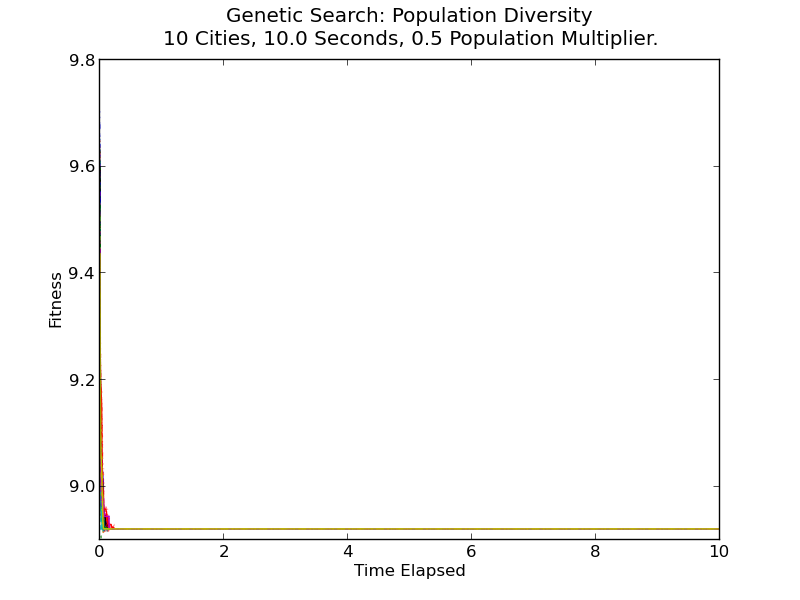 Genetic Search: Population Diversity
10 Cities, 10.0 Seconds, 0.5 Population Multiplier.
9.8
9.6
9.4
9.2
9.0
Fitness
0 2 4 6 8 10
Time Elapsed